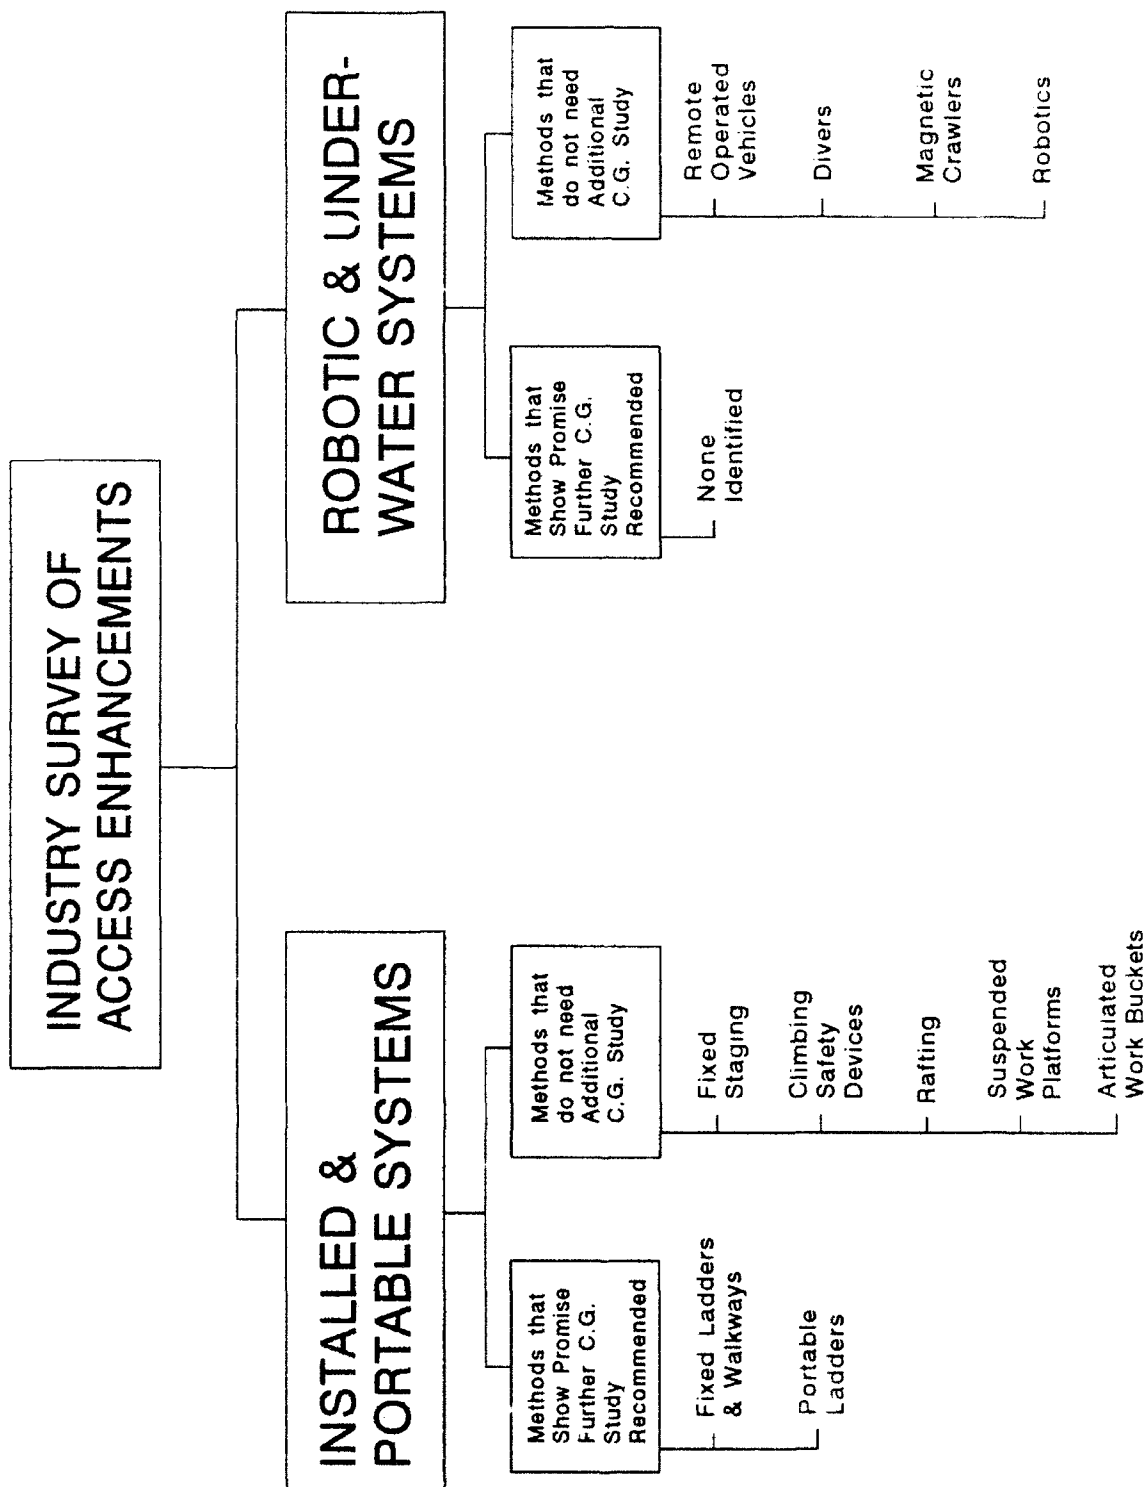 INDUSTRY SURVEY OF
ACCESS ENHANCEMENTS
INSTALLED &
PORTABLE SYSTEMS
Methods that
Show Promise
Further C.G.
Study
Recommended
Fixed Ladders
& Walkways
Portable
Ladders
Methods that
do not need
Additional
C.G. Study
Fixed
Staging
Climbing
Safety
Devices
Rafting
Suspended
Work
Platforms
Articulated
Work Buckets
ROBOTIC & UNDER-
WATER SYSTEMS
Methods that
Show Promise
Further C.G.
Study
Recommended
None
Identified
Methods that
do not need
Additional
C.G. Study
Remote
Operated
Vehicles
Divers
Magnetic
Crawlers
Robotics